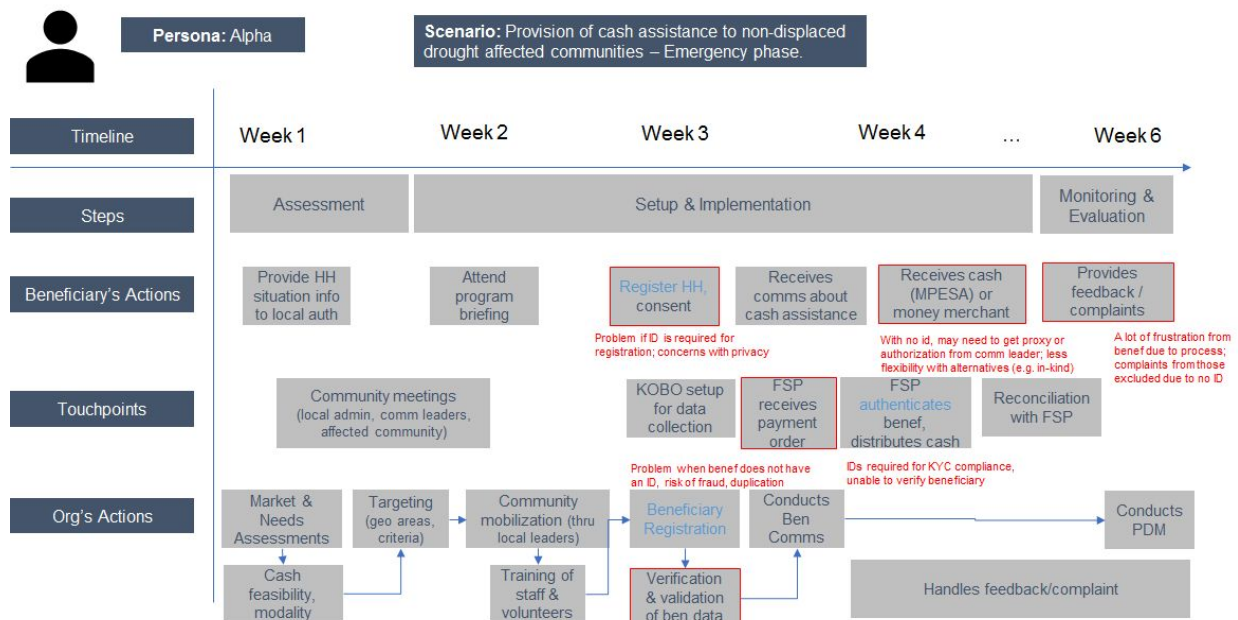 Persona: Alpha
Scenario: Provision of cash assistance to non-displaced
drought affected communities – Emergency phase.
Timeline
Week 1
Week 2
Week 3
Week 4
...
Week 6
Steps
Assessment
Setup & Implementation
Monitoring &
Evaluation
Beneficiary's Actions
Provide HH
situation info
to local auth
Attend
program
briefing
Register HH,
consent
Receives
comms about
cash assistance
Receives cash
(MPESA) or
money merchant
Provides
feedback /
complaints
Problem if ID is required for
registration; concerns with privacy
With no id, may need to get proxy or
authorization from comm leader; less
flexibility with alternatives (e.g. in-kind)
A lot of frustration from
benef due to process;
complaints from those
excluded due to no ID
Touchpoints
Community meetings
(local admin, comm leaders,
affected community)
KOBO setup
for data
collection
FSP
receives
payment
order
FSP
authenticates
benef,
distributes cash
Reconciliation
with FSP
Problem when benef does not have
an ID, risk of fraud, duplication
IDs required for KYC compliance,
unable to verify beneficiary
Org's Actions
Market &
Needs
Assessments
Targeting
(geo areas,
criteria)
Community
mobilization (thru
local leaders)
Beneficiary
Registration
Conducts
Ben
Comms
Conducts
PDM
Cash
feasibility,
modality
Training of
staff &
volunteers
Verification
& validation
of ben data
Handles feedback/complaint